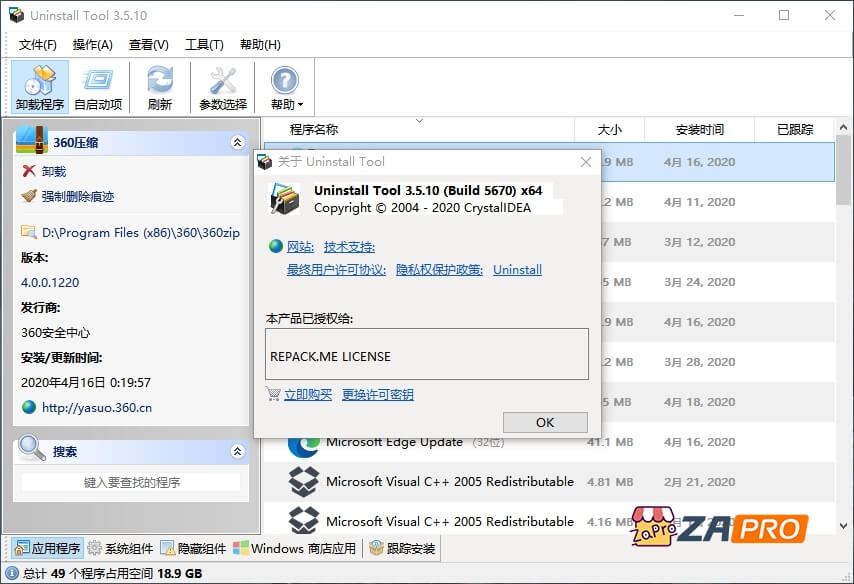 Uninstall Tool 3.5.10
文件(F) 操作(A) 查看(V) 工具(T) 帮助(H)
卸载程序 自启动项 刷新 参数选择 帮助
程序名称 大小 安装时间 已跟踪
360压缩
卸载
强制删除痕迹
D:\Program Files (x86)\360\360zip
版本:
4.0.0.1220
发行商:
360安全中心
安装/更新时间:
2020年4月16日 0:19:57
http://yasuo.360.cn
搜索
键入要查找的程序
关于 Uninstall Tool
Uninstall Tool 3.5.10 (Build 5670) x64
Copyright © 2004 - 2020 CrystalIDEA
网站: 技术支持:
最终用户许可协议: 隐私权保护政策: Uninstall
本产品已授权给:
REPACK.ME LICENSE
立即购买 更换许可密钥
OK
.9 MB 4月 16, 2020
.2 MB 4月 11, 2020
7 MB 3月 12, 2020
5 MB 3月 24, 2020
.9 MB 4月 16, 2020
.2 MB 3月 28, 2020
5 MB 4月 18, 2020
Microsoft Edge Update (32位) 41.1 MB 4月 16, 2020
Microsoft Visual C++ 2005 Redistributable 4.81 MB 2月 21, 2020
Microsoft Visual C++ 2005 Redistributable 4.16 MB
ZAPRO
ZAPRO
应用程序 系统组件 隐藏组件 Windows 商店应用 跟踪安装
总计 49 个程序占用空间 18.9 GB